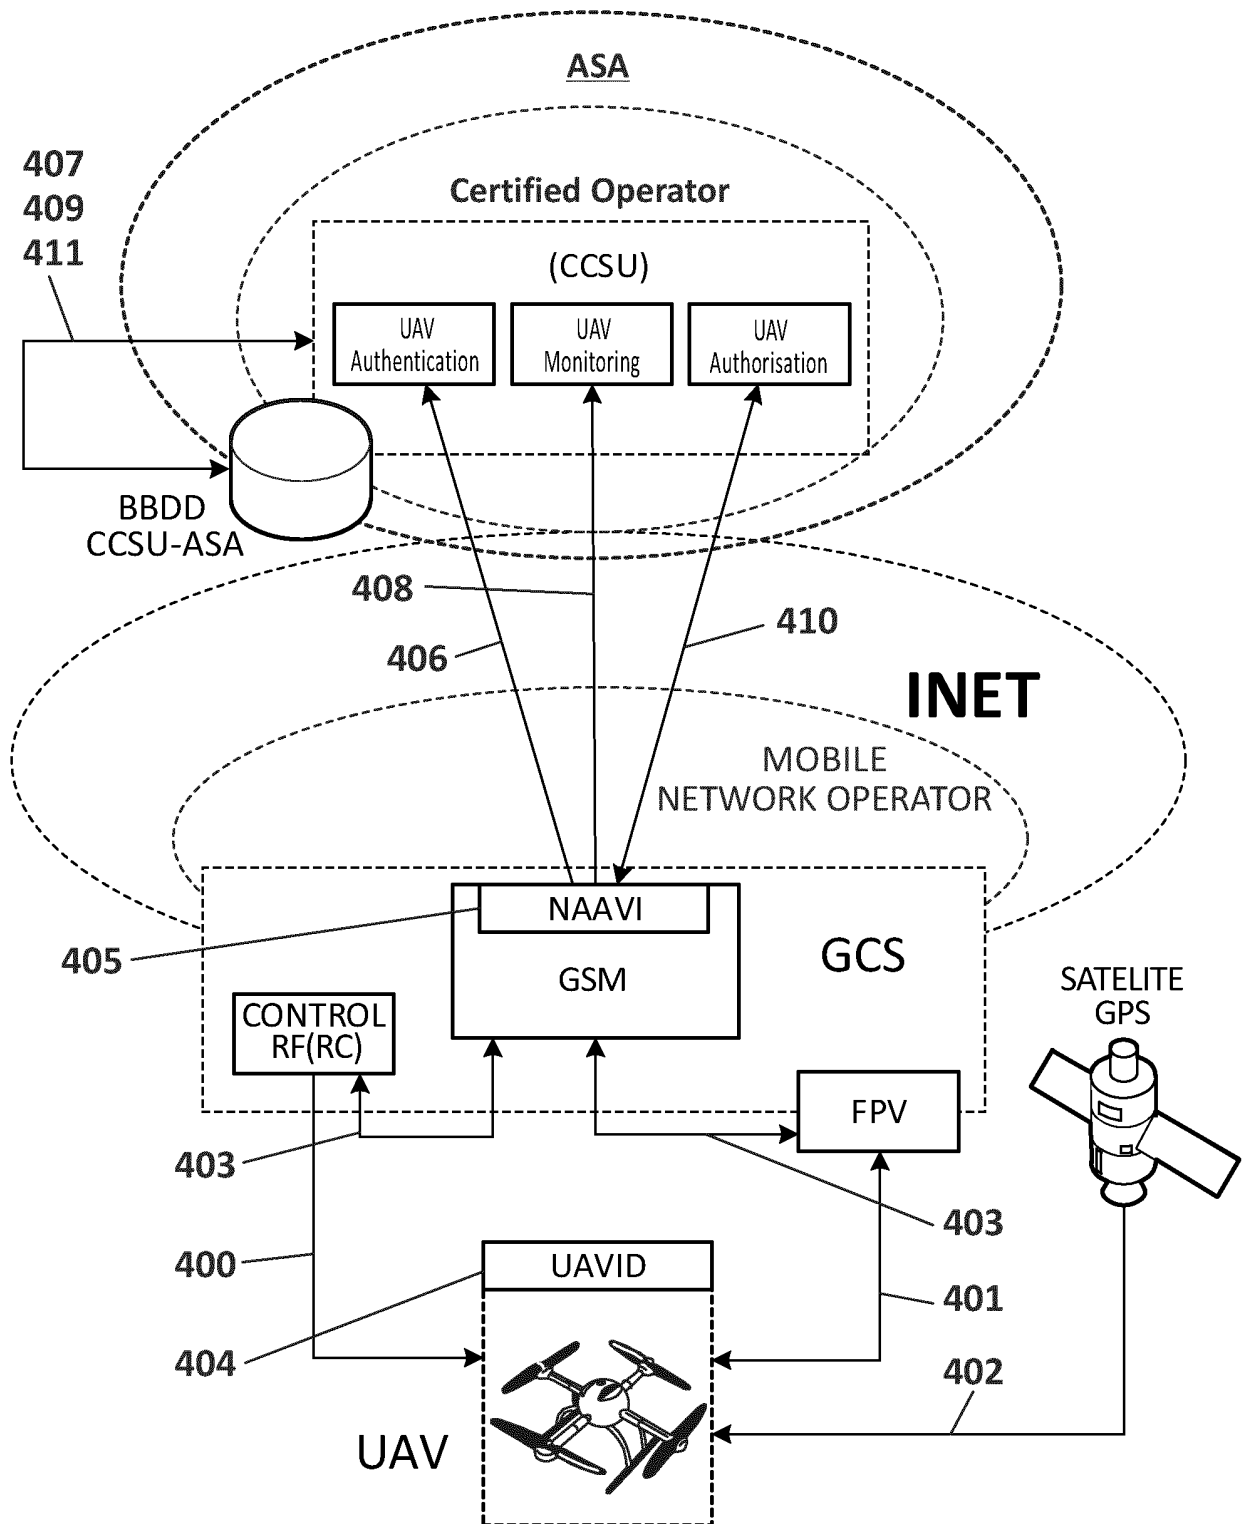 ASA
407
409
411
Certified Operator
(CCSU)
UAV
Authentication
UAV
Monitoring
UAV
Authorisation
BBDD
CCSU-ASA
408
406
410
INET
MOBILE
NETWORK OPERATOR
NAAVI
405
GSM
GCS
CONTROL
RF(RC)
SATELITE
GPS
FPV
403
403
400
UAVID
401
404
402
UAV